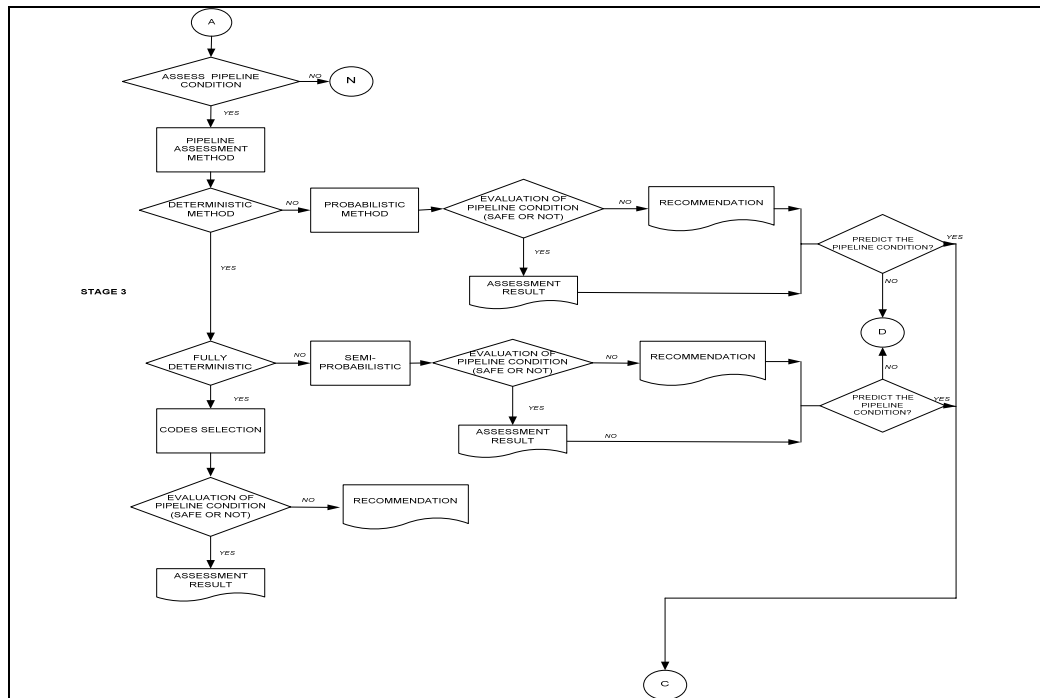 A
ASSESS PIPELINE
CONDITION
NO
N
YES
PIPELINE
ASSESSMENT
METHOD
DETERMINISTIC
METHOD
NO
PROBABILISTIC
METHOD
EVALUATION OF
PIPELINE CONDITION
(SAFE OR NOT)
NO
RECOMMENDATION
YES
ASSESSMENT
RESULT
PREDICT THE
PIPELINE CONDITION?
YES
NO
D
YES
STAGE 3
FULLY
DETERMINISTIC
NO
SEMI-
PROBABILISTIC
EVALUATION OF
PIPELINE CONDITION
(SAFE OR NOT)
NO
RECOMMENDATION
YES
ASSESSMENT
RESULT
NO
NO
PREDICT THE
PIPELINE
CONDITION?
YES
YES
CODES SELECTION
EVALUATION OF
PIPELINE CONDITION
(SAFE OR NOT)
NO
RECOMMENDATION
YES
ASSESSMENT
RESULT
C